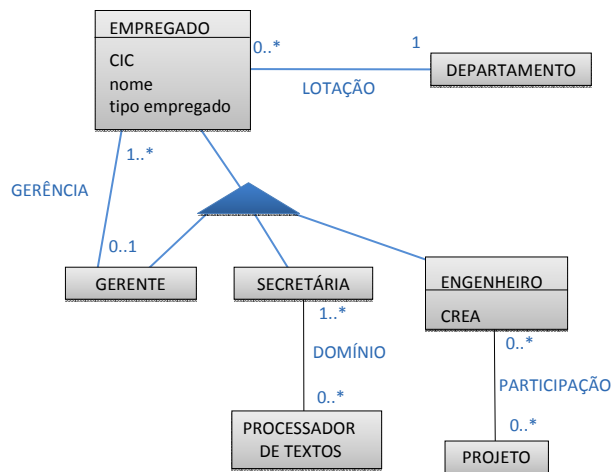 EMPREGADO
CIC
nome
tipo empregado
0..*
1
DEPARTAMENTO
LOTAÇÃO
1..*
GERÊNCIA
0..1
GERENTE
SECRETÁRIA
ENGENHEIRO
CREA
1..*
DOMÍNIO
0..*
0..*
PARTICIPAÇÃO
0..*
PROCESSADOR
DE TEXTOS
PROJETO